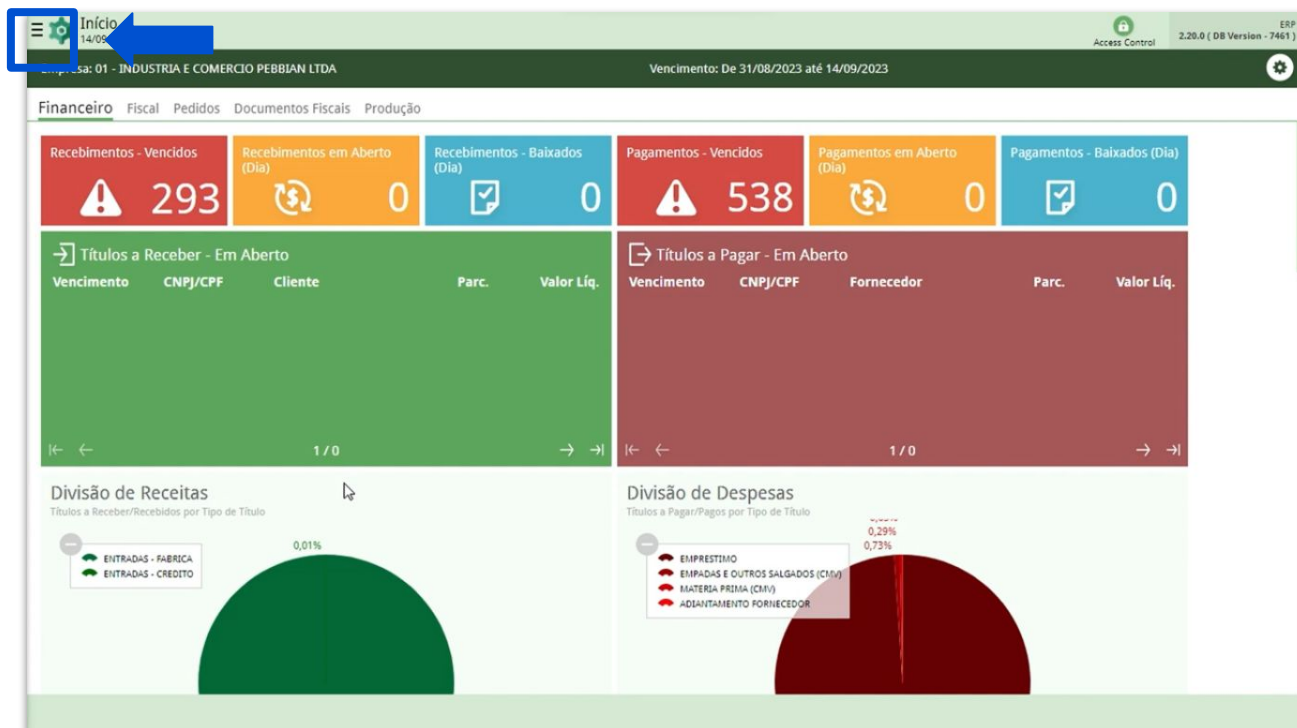 Início
14/09
Access Control
ERP
2.20.0 ( DB Version - 7461 )
Empresa: 01 - INDUSTRIA E COMERCIO PEBBIAN LTDA
Vencimento: De 31/08/2023 até 14/09/2023
Financeiro Fiscal Pedidos Documentos Fiscais Produção
Recebimentos - Vencidos
293
Recebimentos em Aberto
(Dia)
0
Recebimentos - Baixados
(Dia)
0
Pagamentos - Vencidos
538
Pagamentos em Aberto
(Dia)
0
Pagamentos - Baixados (Dia)
0
Títulos a Receber - Em Aberto
Vencimento CNPJ/CPF Cliente Parc. Valor Líq.
1 / 0
Títulos a Pagar - Em Aberto
Vencimento CNPJ/CPF Fornecedor Parc. Valor Líq.
1 / 0
Divisão de Receitas
Títulos a Receber/Recebidos por Tipo de Título
ENTRADAS - FABRICA
ENTRADAS - CREDITO
0,01%
Divisão de Despesas
Títulos a Pagar/Pagos por Tipo de Título
0,29%
0,73%
EMPRESTIMO
EMPADAS E OUTROS SALGADOS (CMV)
MATERIA PRIMA (CMV)
ADIANTAMENTO FORNECEDOR